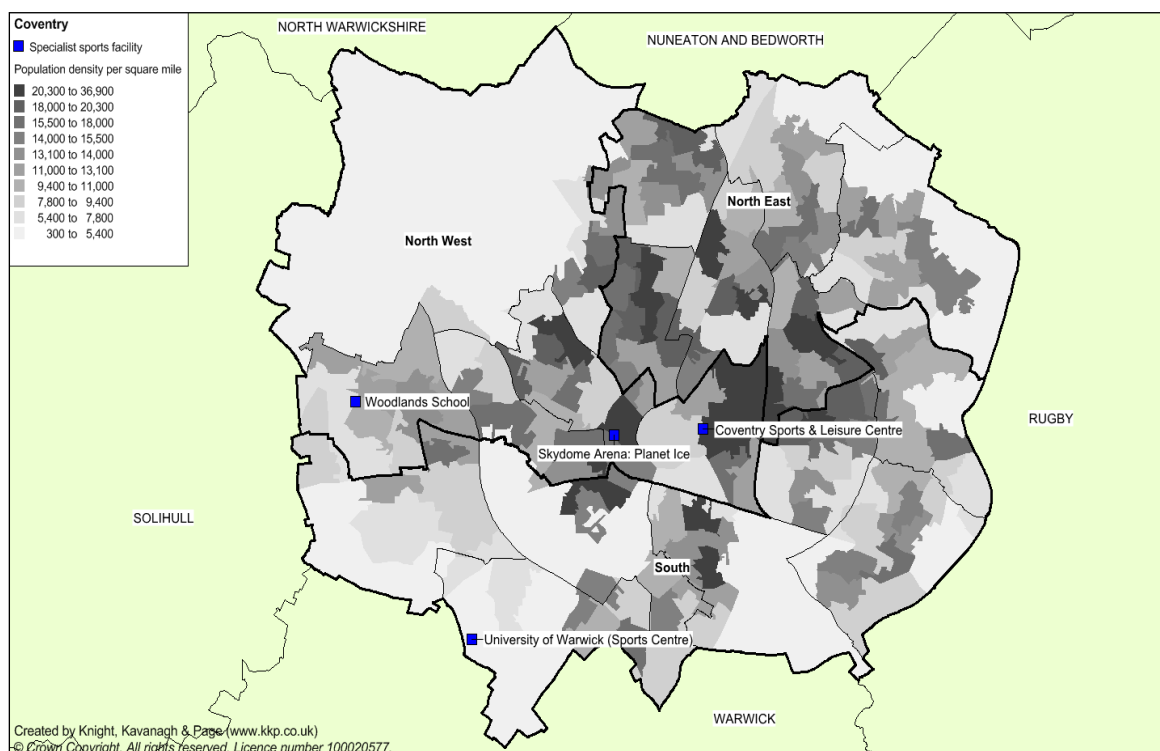 Coventry
Specialist sports facility
Population density per square mile
20,300 to 36,900
18,000 to 20,300
15,500 to 18,000
14,000 to 15,500
13,100 to 14,000
11,000 to 13,100
9,400 to 11,000
7,800 to 9,400
5,400 to 7,800
300 to 5,400
NORTH WARWICKSHIRE
NUNEATON AND BEDWORTH
North East
North West
Woodlands School
RUGBY
Coventry Sports & Leisure Centre
Skydome Arena: Planet Ice
SOLIHULL
South
University of Warwick (Sports Centre)
WARWICK
Created by Knight, Kavanagh & Page (www.kkp.co.uk)
© Crown Copyright. All rights reserved. Licence number 100020577.